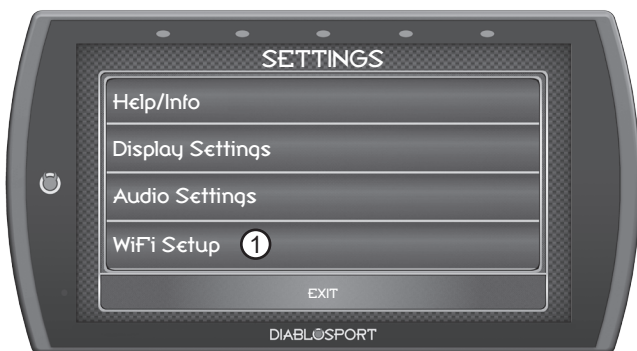 SETTINGS
Help/Info
Display Settings
Audio Settings
WiFi Setup 1
EXIT
DIABLOSPORT